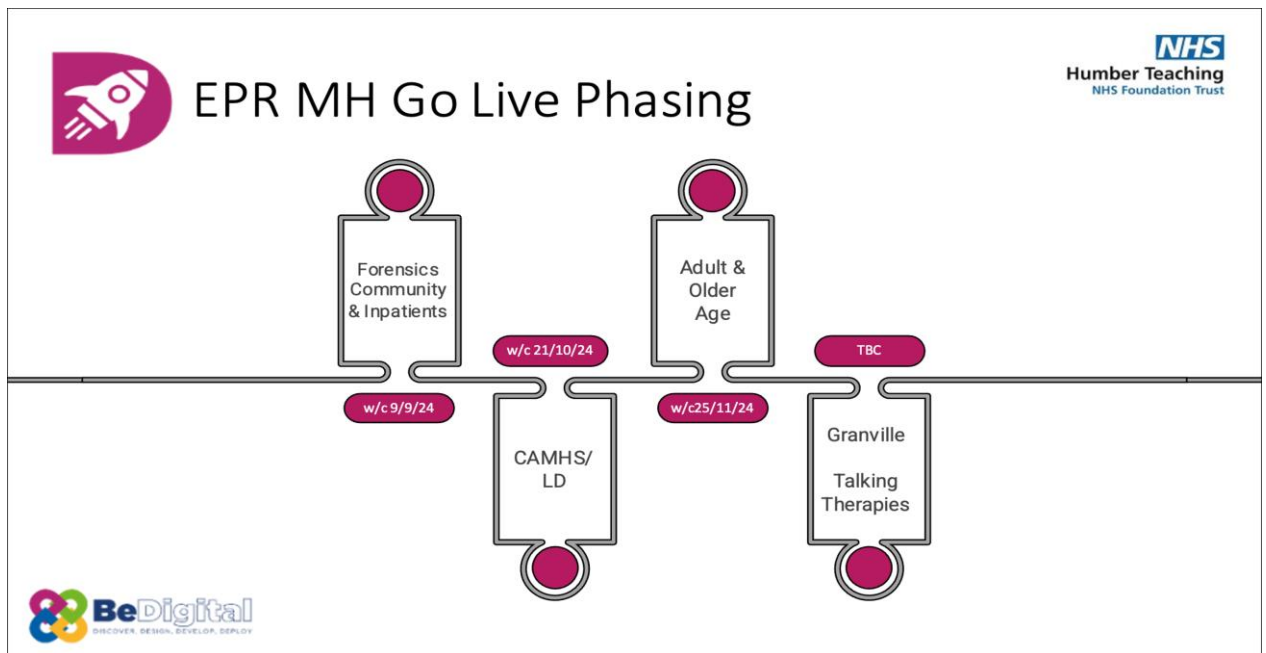 EPR MH Go Live Phasing
NHS
Humber Teaching
NHS Foundation Trust
Forensics
Community
& Inpatients
w/c 9/9/24
w/c 21/10/24
CAMHS/
LD
Adult &
Older
Age
w/c25/11/24
TBC
Granville
Talking
Therapies
BeDigital
DISCOVER, DESIGN, DEVELOP, DEPLOY